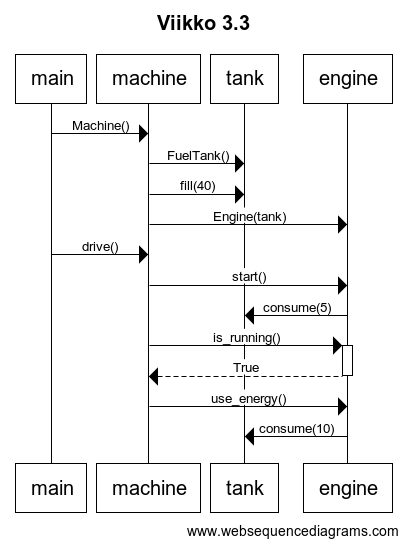 Viikko 3.3
main machine tank engine
Machine()
FuelTank()
fill(40)
Engine(tank)
drive()
start()
consume(5)
is_running()
True
use_energy()
consume(10)
main machine tank engine
www.websequencediagrams.com